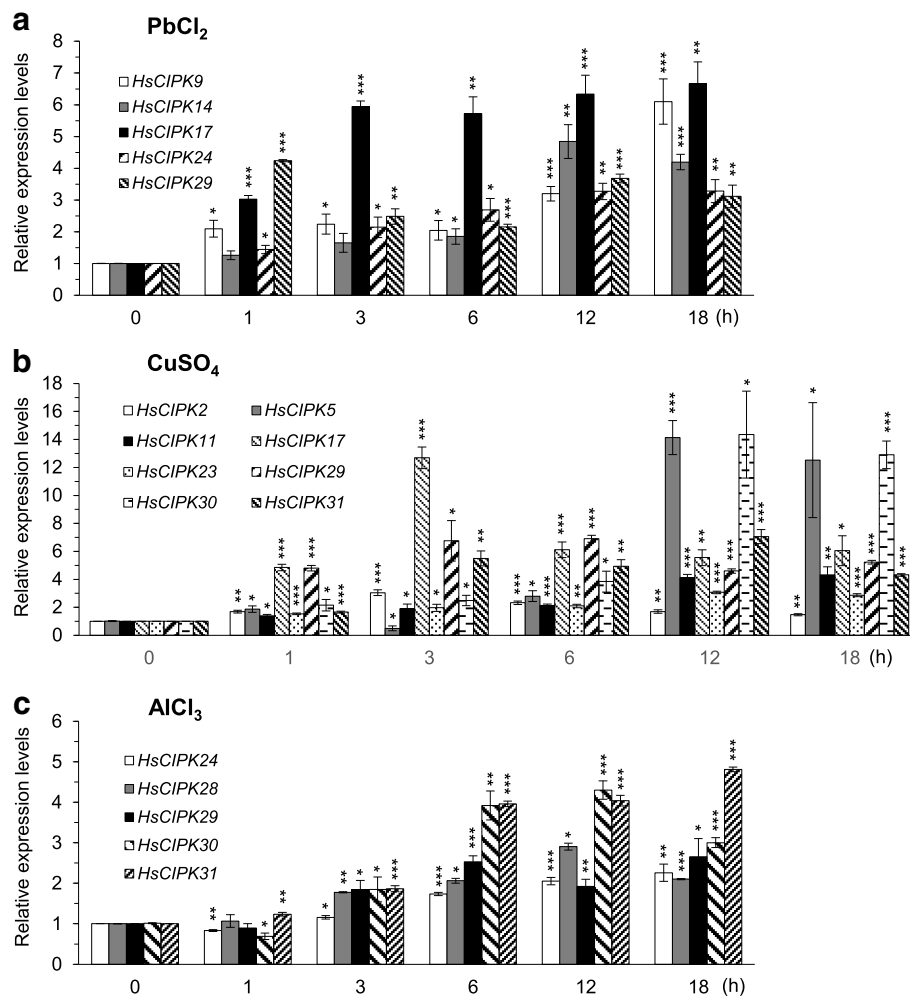 a
PbCl2
Relative expression levels
8
7
6
5
4
3
2
1
0
HsCIPK9
HsCIPK14
HsCIPK17
HsCIPK24
HsCIPK29
* *** * ***
* *** * **
* * ** * ***
*** ** *** ** ***
*** *** ** ** **
0 1 3 6 12 18 (h)
b
CuSO4
Relative expression levels
18
16
14
12
10
8
6
4
2
0
HsCIPK2 HsCIPK5
HsCIPK11 HsCIPK17
HsCIPK23 HsCIPK29
HsCIPK30 HsCIPK31
** * * *** *** *** * ***
*** * * *** * * * **
*** * ** *** ** *** * **
** *** *** ** *** *** * ***
** * ** * *** *** *** ***
0 1 3 6 12 18 (h)
c
AlCl3
Relative expression levels
6
5
4
3
2
1
0
HsCIPK24
HsCIPK28
HsCIPK29
HsCIPK30
HsCIPK31
** * **
* ** * * ***
*** * *** ** ***
*** * ** *** ***
** *** * *** ***
0 1 3 6 12 18 (h)